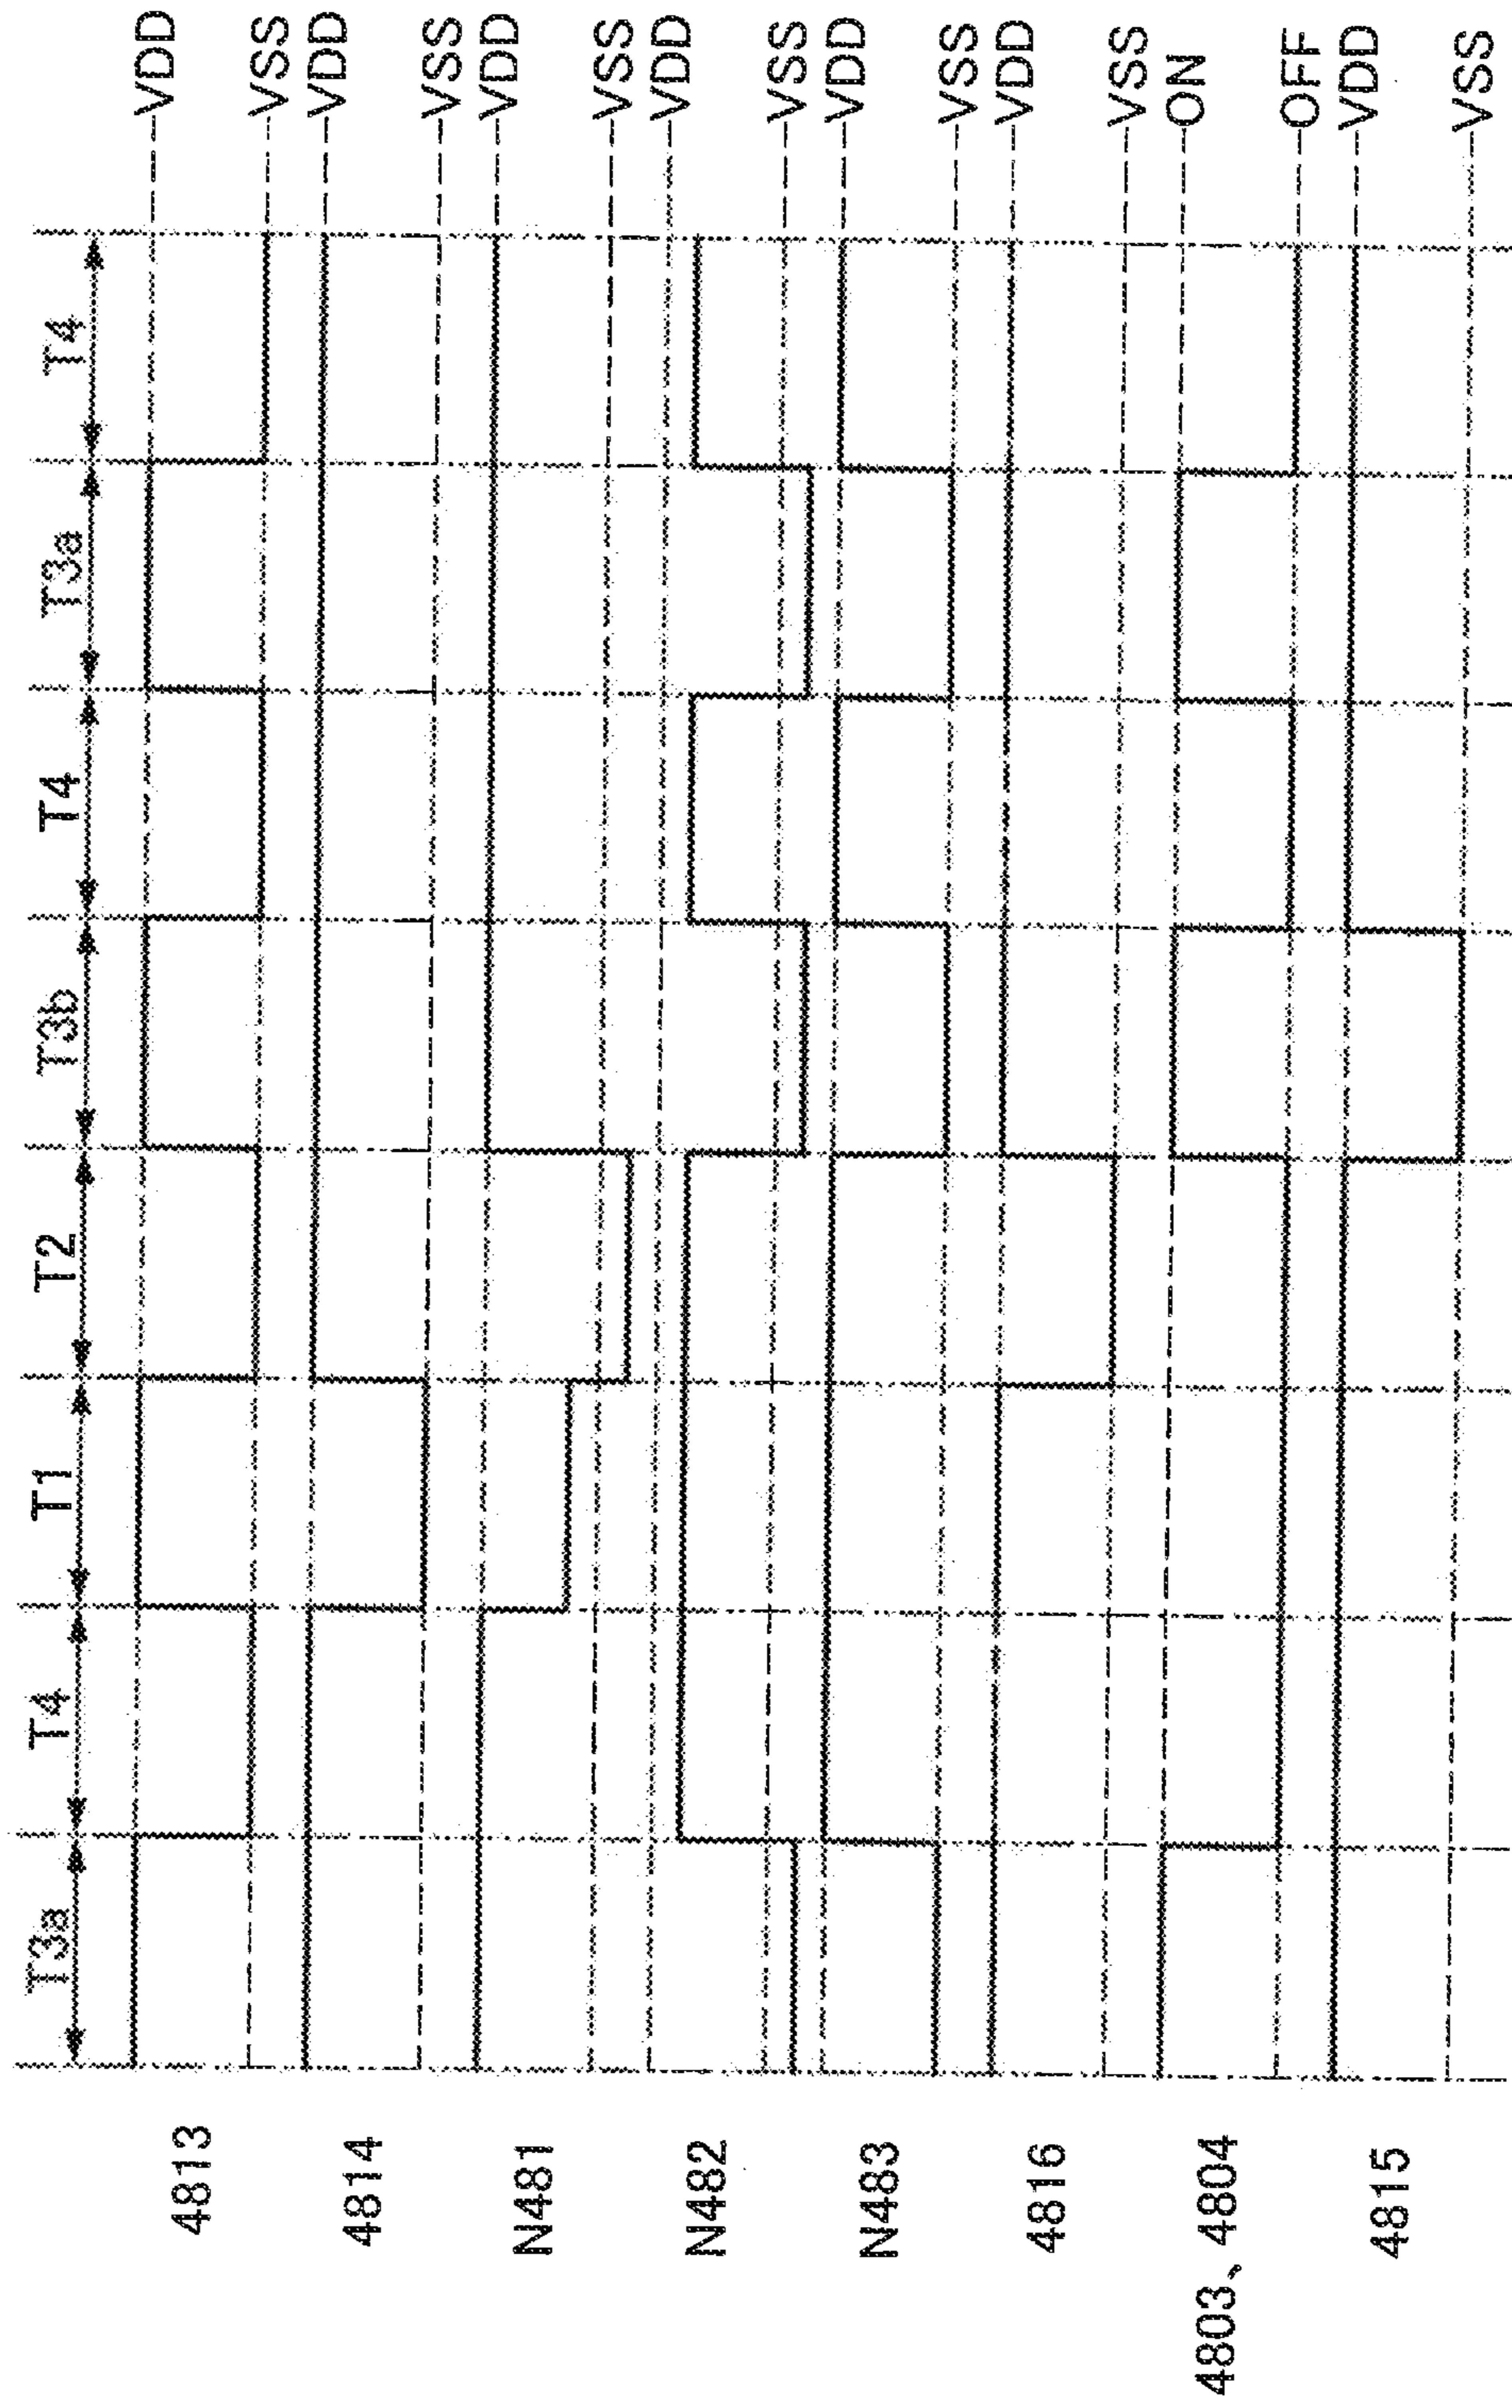 T3a T4 T1 T2 T3b T4 T3a T4
4813 VDD
VSS
4814 VDD
VSS
N481 VDD
VSS
N482 VDD
VSS
N483 VDD
VSS
4816 VDD
VSS
4803、4804 ON
OFF
4815 VDD
VSS